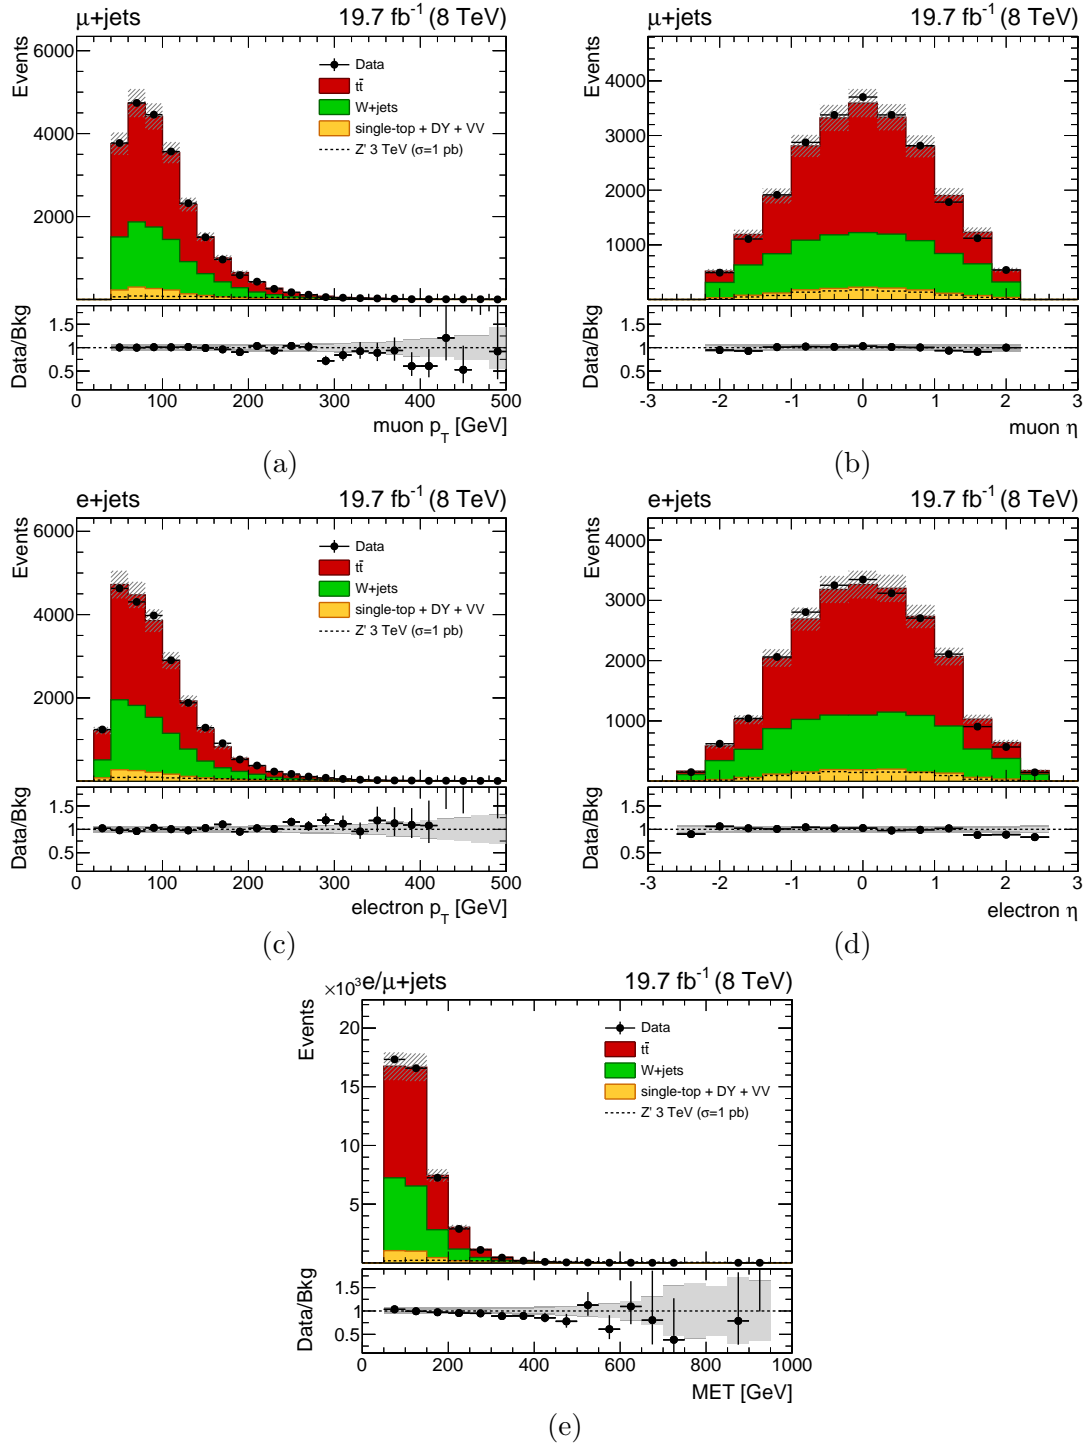 μ+jets 19.7 fb⁻¹ (8 TeV)
Events
6000
4000
2000
Data
tt̄
W+jets
single-top + DY + VV
Z' 3 TeV (σ=1 pb)
Data/Bkg
1.5
1
0.5
0 100 200 300 400 500
muon p_T [GeV]
(a)
μ+jets 19.7 fb⁻¹ (8 TeV)
Events
4000
3000
2000
1000
Data/Bkg
1.5
1
0.5
-3 -2 -1 0 1 2 3
muon η
(b)
e+jets 19.7 fb⁻¹ (8 TeV)
Events
6000
4000
2000
Data
tt̄
W+jets
single-top + DY + VV
Z' 3 TeV (σ=1 pb)
Data/Bkg
1.5
1
0.5
0 100 200 300 400 500
electron p_T [GeV]
(c)
e+jets 19.7 fb⁻¹ (8 TeV)
Events
4000
3000
2000
1000
Data/Bkg
1.5
1
0.5
-3 -2 -1 0 1 2 3
electron η
(d)
×10³ e/μ+jets 19.7 fb⁻¹ (8 TeV)
Events
20
15
10
5
Data
tt̄
W+jets
single-top + DY + VV
Z' 3 TeV (σ=1 pb)
Data/Bkg
1.5
1
0.5
0 200 400 600 800 1000
MET [GeV]
(e)